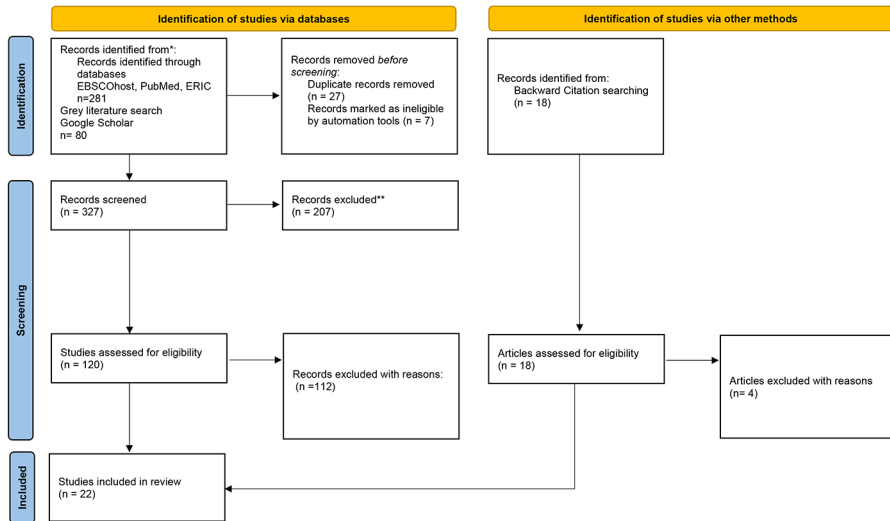 Identification of studies via databases
Identification of studies via other methods
Identification
Records identified from*:
Records identified through
databases
EBSCOhost, PubMed, ERIC
n=281
Grey literature search
Google Scholar
n= 80
Records removed before
screening:
Duplicate records removed
(n = 27)
Records marked as ineligible
by automation tools (n = 7)
Records identified from:
Backward Citation searching
(n = 18)
Screening
Records screened
(n = 327)
Records excluded**
(n = 207)
Studies assessed for eligibility
(n = 120)
Records excluded with reasons:
(n =112)
Articles assessed for eligibility
(n = 18)
Articles excluded with reasons
(n= 4)
Included
Studies included in review
(n = 22)